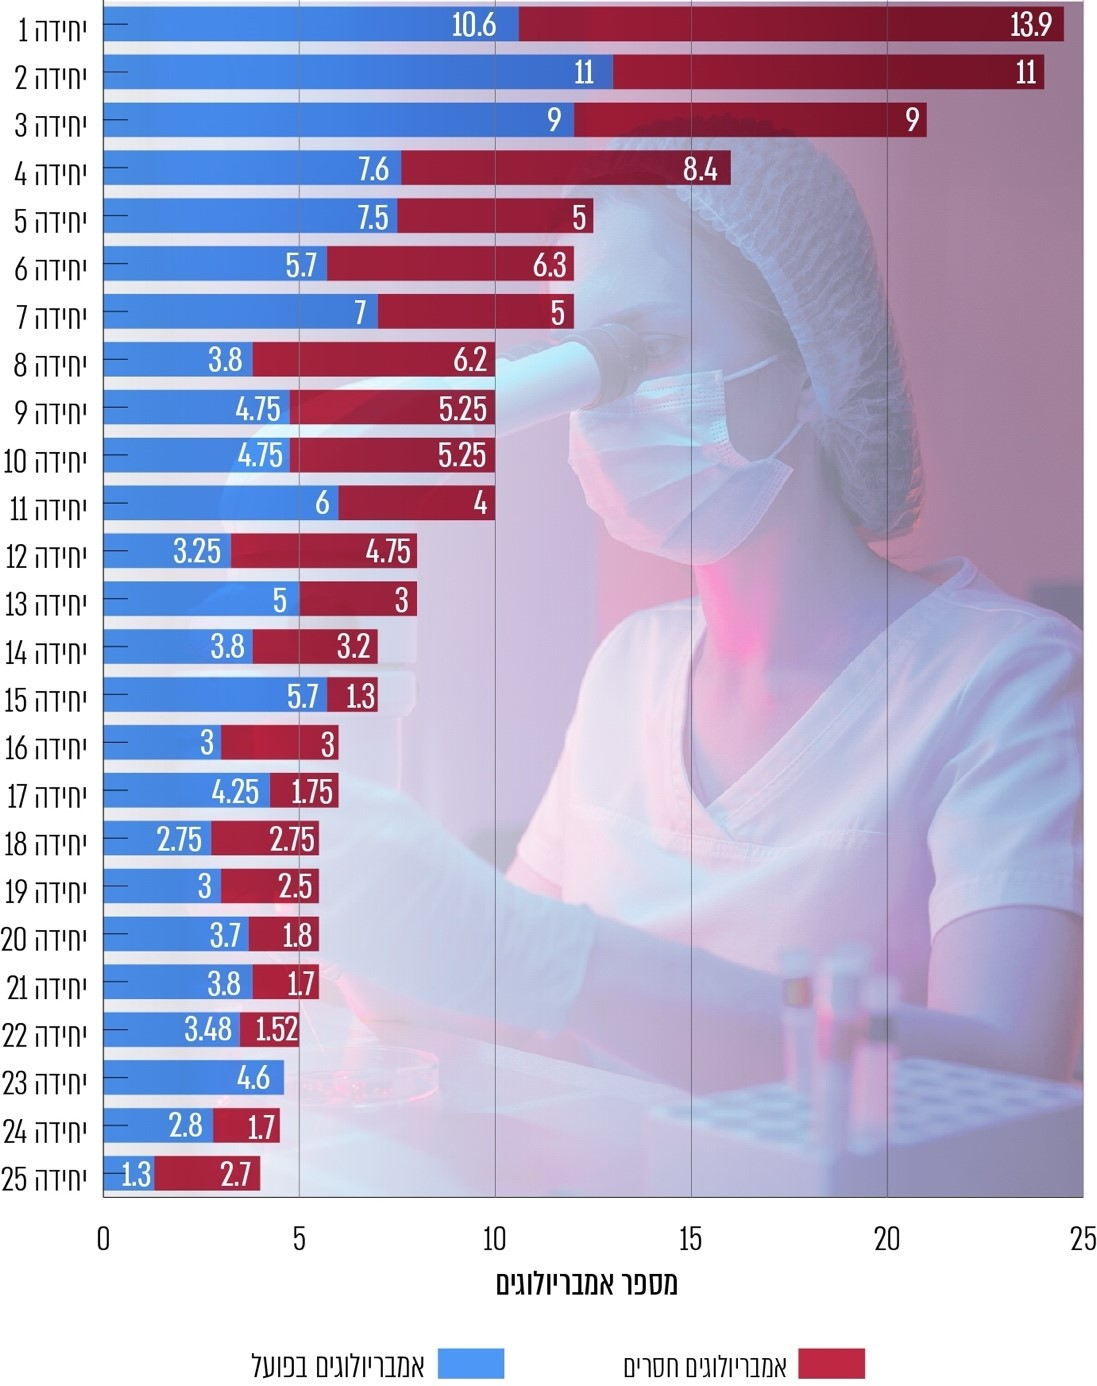 יחידה 1 10.6 13.9
יחידה 2 11 11
יחידה 3 9 9
יחידה 4 7.6 8.4
יחידה 5 7.5 5
יחידה 6 5.7 6.3
יחידה 7 7 5
יחידה 8 3.8 6.2
יחידה 9 4.75 5.25
יחידה 10 4.75 5.25
יחידה 11 6 4
יחידה 12 3.25 4.75
יחידה 13 5 3
יחידה 14 3.8 3.2
יחידה 15 5.7 1.3
יחידה 16 3 3
יחידה 17 4.25 1.75
יחידה 18 2.75 2.75
יחידה 19 3 2.5
יחידה 20 3.7 1.8
יחידה 21 3.8 1.7
יחידה 22 3.48 1.52
יחידה 23 4.6
יחידה 24 2.8 1.7
יחידה 25 1.3 2.7
0 5 10 15 20 25
מספר אמבריולוגים
אמבריולוגים חסרים אמבריולוגים בפועל